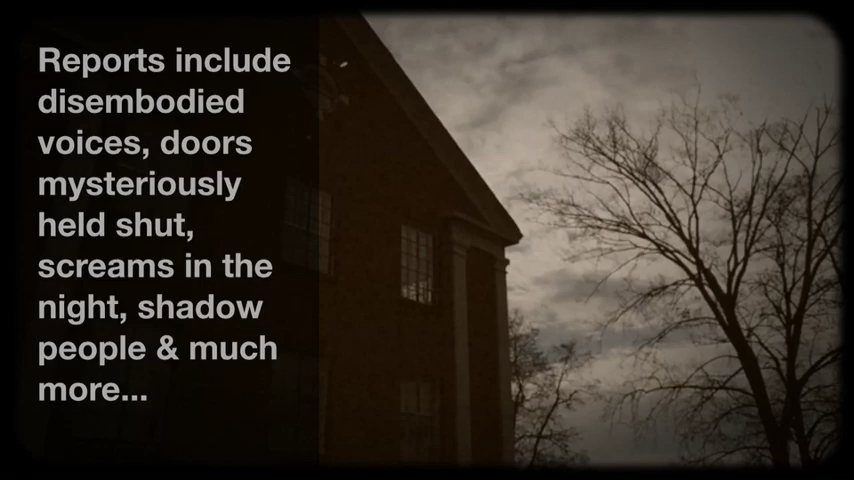 Reports include
disembodied
voices, doors
mysteriously
held shut,
screams in the
night, shadow
people & much
more...